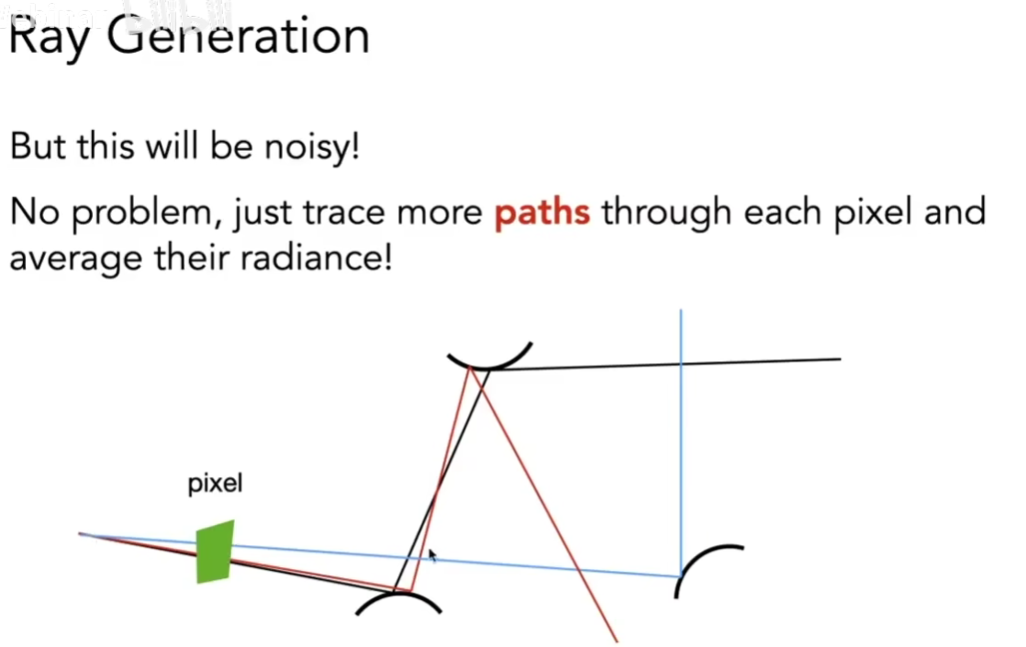 Ray Generation
But this will be noisy!
No problem, just trace more paths through each pixel and
average their radiance!
pixel